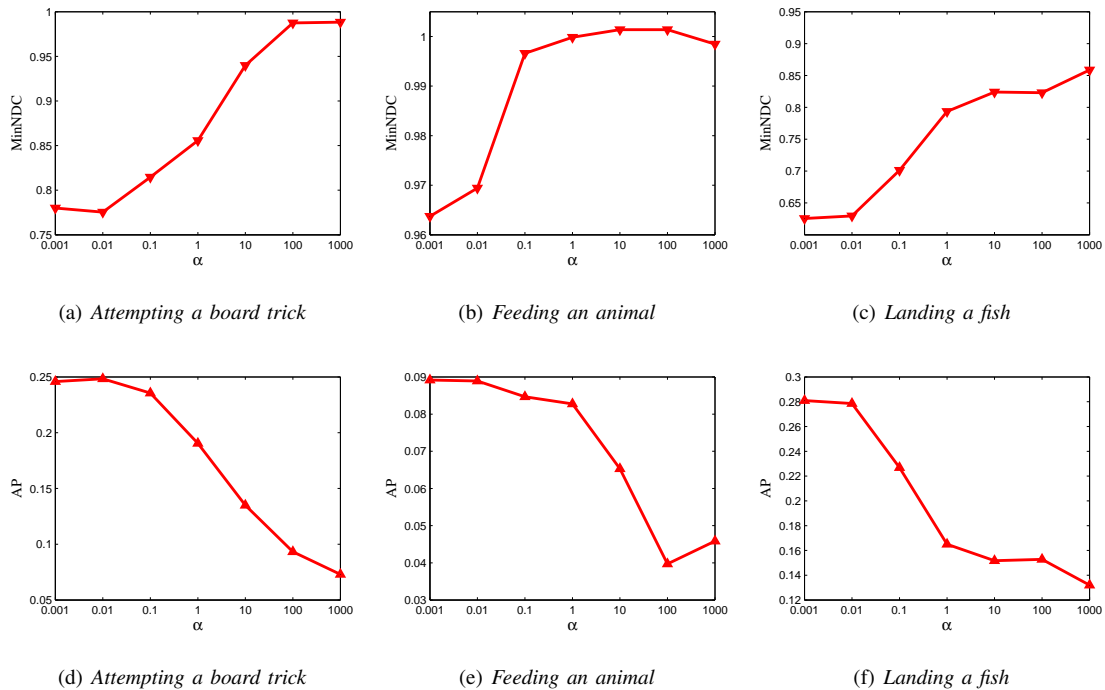 1
0.95
0.9
0.85
0.8
0.75
MinNDC
0.001 0.01 0.1 1 10 100 1000
α
(a) Attempting a board trick
1
0.99
0.98
0.97
0.96
MinNDC
0.001 0.01 0.1 1 10 100 1000
α
(b) Feeding an animal
0.95
0.9
0.85
0.8
0.75
0.7
0.65
MinNDC
0.001 0.01 0.1 1 10 100 1000
α
(c) Landing a fish
0.25
0.2
0.15
0.1
0.05
AP
0.001 0.01 0.1 1 10 100 1000
α
(d) Attempting a board trick
0.09
0.08
0.07
0.06
0.05
0.04
0.03
AP
0.001 0.01 0.1 1 10 100 1000
α
(e) Feeding an animal
0.3
0.28
0.26
0.24
0.22
0.2
0.18
0.16
0.14
0.12
AP
0.001 0.01 0.1 1 10 100 1000
α
(f) Landing a fish